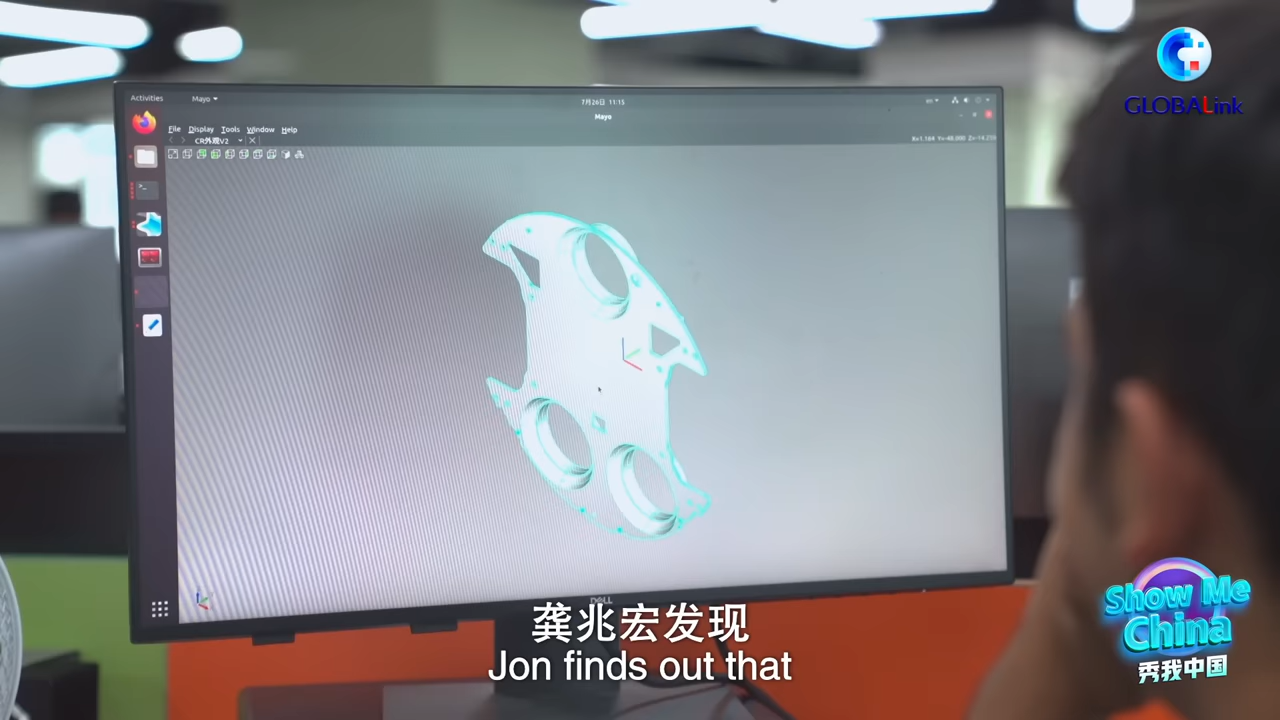 GLOBALink
Activities
Mayo
7月26日 11:15
en
Mayo
File Display Tools Window Help
CR外观V2
DELL
龚兆宏发现
Jon finds out that
Show Me
China
秀我中国